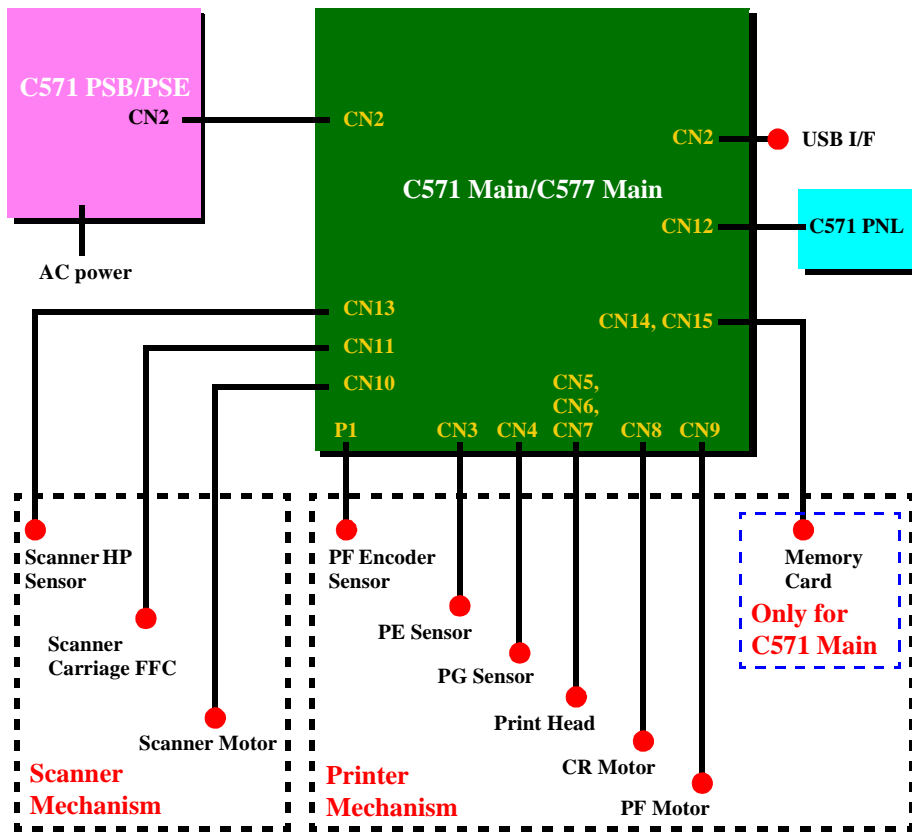 C571 PSB/PSE
CN2
AC power
CN2
CN2
USB I/F
C571 Main/C577 Main
CN12
C571 PNL
CN13
CN14, CN15
CN11
CN10
CN5,
CN6,
P1
CN3
CN4
CN7
CN8
CN9
Scanner HP
Sensor
Scanner
Carriage FFC
Scanner Motor
Scanner
Mechanism
PF Encoder
Sensor
PE Sensor
PG Sensor
Print Head
CR Motor
PF Motor
Printer
Mechanism
Memory
Card
Only for
C571 Main